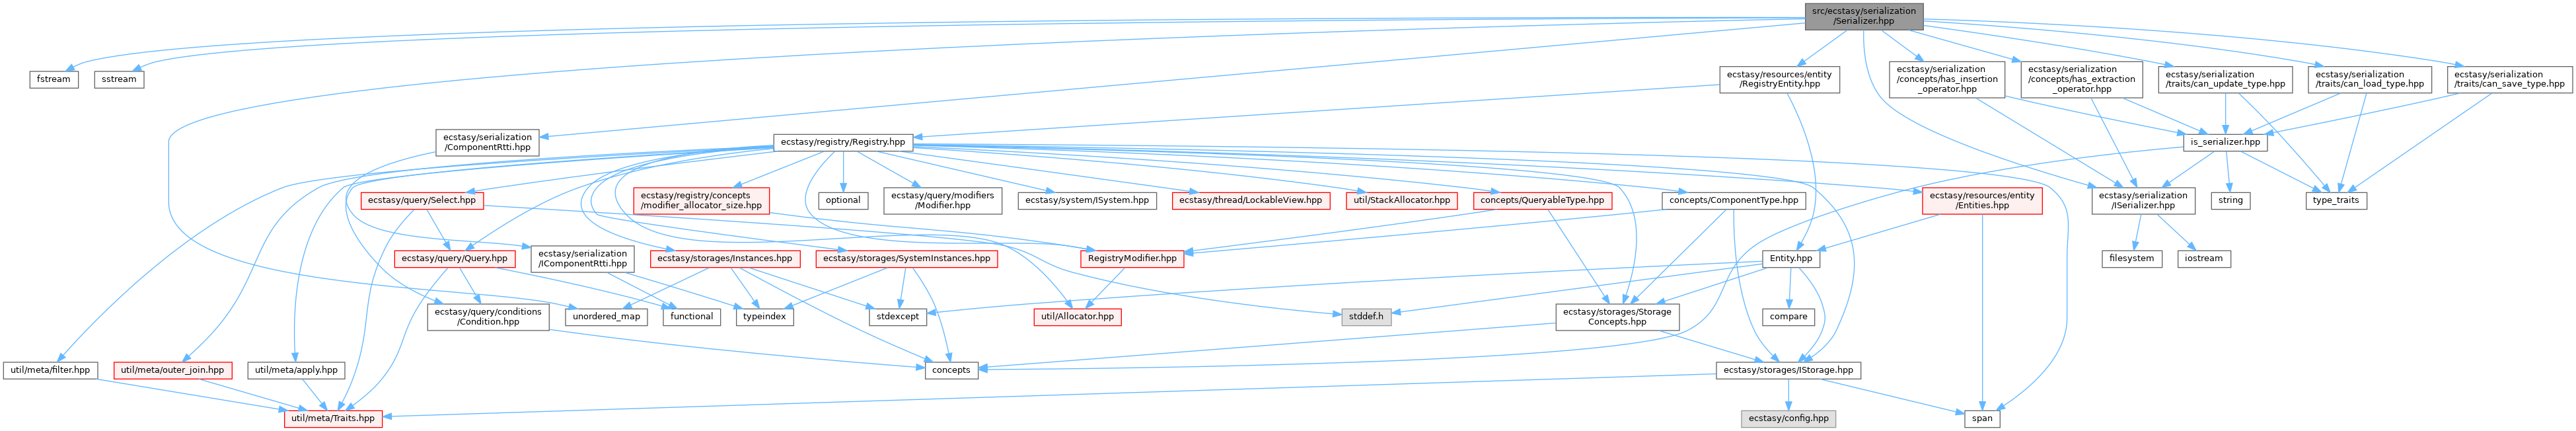 src/ecstasy/serialization
/Serializer.hpp
fstream
sstream
ecstasy/resources/entity
/RegistryEntity.hpp
ecstasy/serialization
/concepts/has_insertion
_operator.hpp
ecstasy/serialization
/concepts/has_extraction
_operator.hpp
ecstasy/serialization
/traits/can_update_type.hpp
ecstasy/serialization
/traits/can_load_type.hpp
ecstasy/serialization
/traits/can_save_type.hpp
ecstasy/serialization
/ComponentRtti.hpp
ecstasy/registry/Registry.hpp
is_serializer.hpp
ecstasy/query/Select.hpp
ecstasy/registry/concepts
/modifier_allocator_size.hpp
optional
ecstasy/query/modifiers
/Modifier.hpp
ecstasy/system/ISystem.hpp
ecstasy/thread/LockableView.hpp
util/StackAllocator.hpp
concepts/QueryableType.hpp
concepts/ComponentType.hpp
ecstasy/resources/entity
/Entities.hpp
ecstasy/serialization
/ISerializer.hpp
string
type_traits
ecstasy/query/Query.hpp
ecstasy/serialization
/IComponentRtti.hpp
ecstasy/storages/Instances.hpp
ecstasy/storages/SystemInstances.hpp
RegistryModifier.hpp
Entity.hpp
filesystem
iostream
ecstasy/query/conditions
/Condition.hpp
unordered_map
functional
typeindex
stdexcept
util/Allocator.hpp
stddef.h
ecstasy/storages/Storage
Concepts.hpp
compare
util/meta/filter.hpp
util/meta/outer_join.hpp
util/meta/apply.hpp
concepts
ecstasy/storages/IStorage.hpp
util/meta/Traits.hpp
ecstasy/config.hpp
span